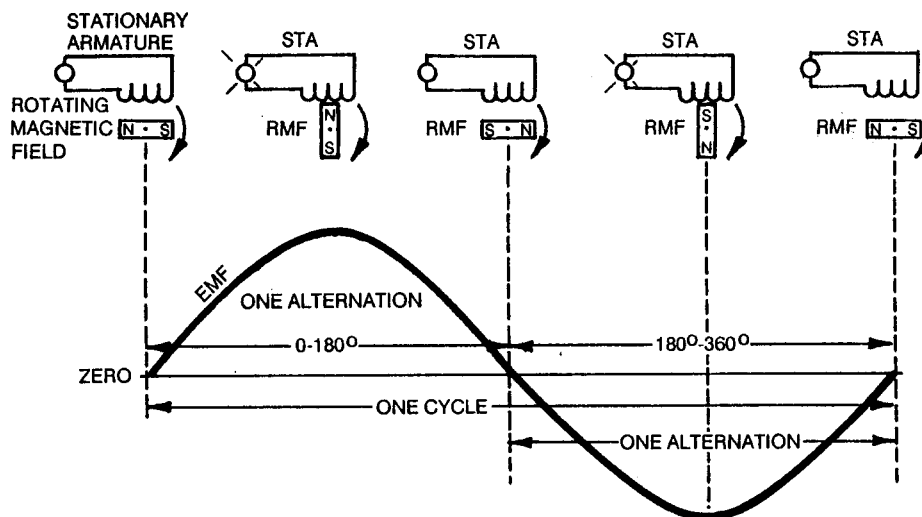 STATIONARY
ARMATURE
STA
STA
STA
STA
ROTATING
MAGNETIC
FIELD
N S
RMF
N
S
RMF
S N
RMF
S
N
RMF
N S
EMF
ONE ALTERNATION
0-180°
180°-360°
ZERO
ONE CYCLE
ONE ALTERNATION